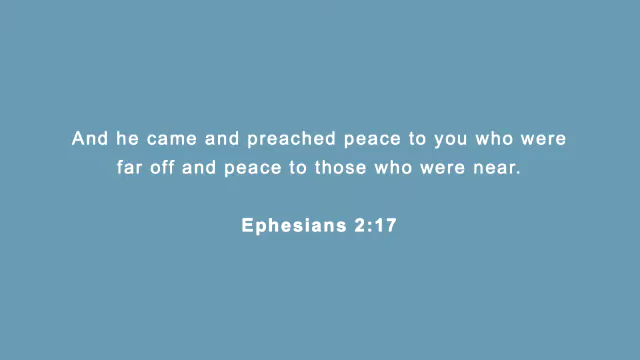 And he came and preached peace to you who were
far off and peace to those who were near.
Ephesians 2:17